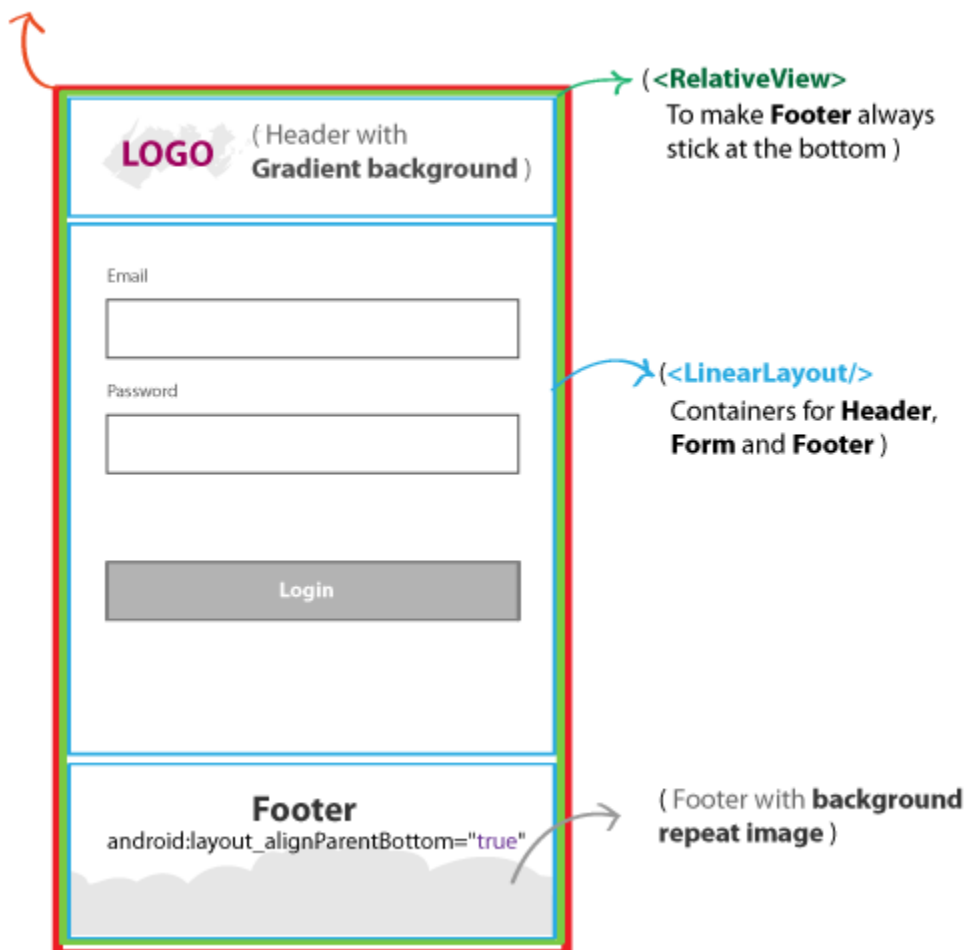 (<RelativeView>
To make Footer always
stick at the bottom )
LOGO
( Header with
Gradient background )
Email
Password
(<LinearLayout/>
Containers for Header,
Form and Footer )
Login
Footer
android:layout_alignParentBottom="true"
( Footer with background
repeat image )